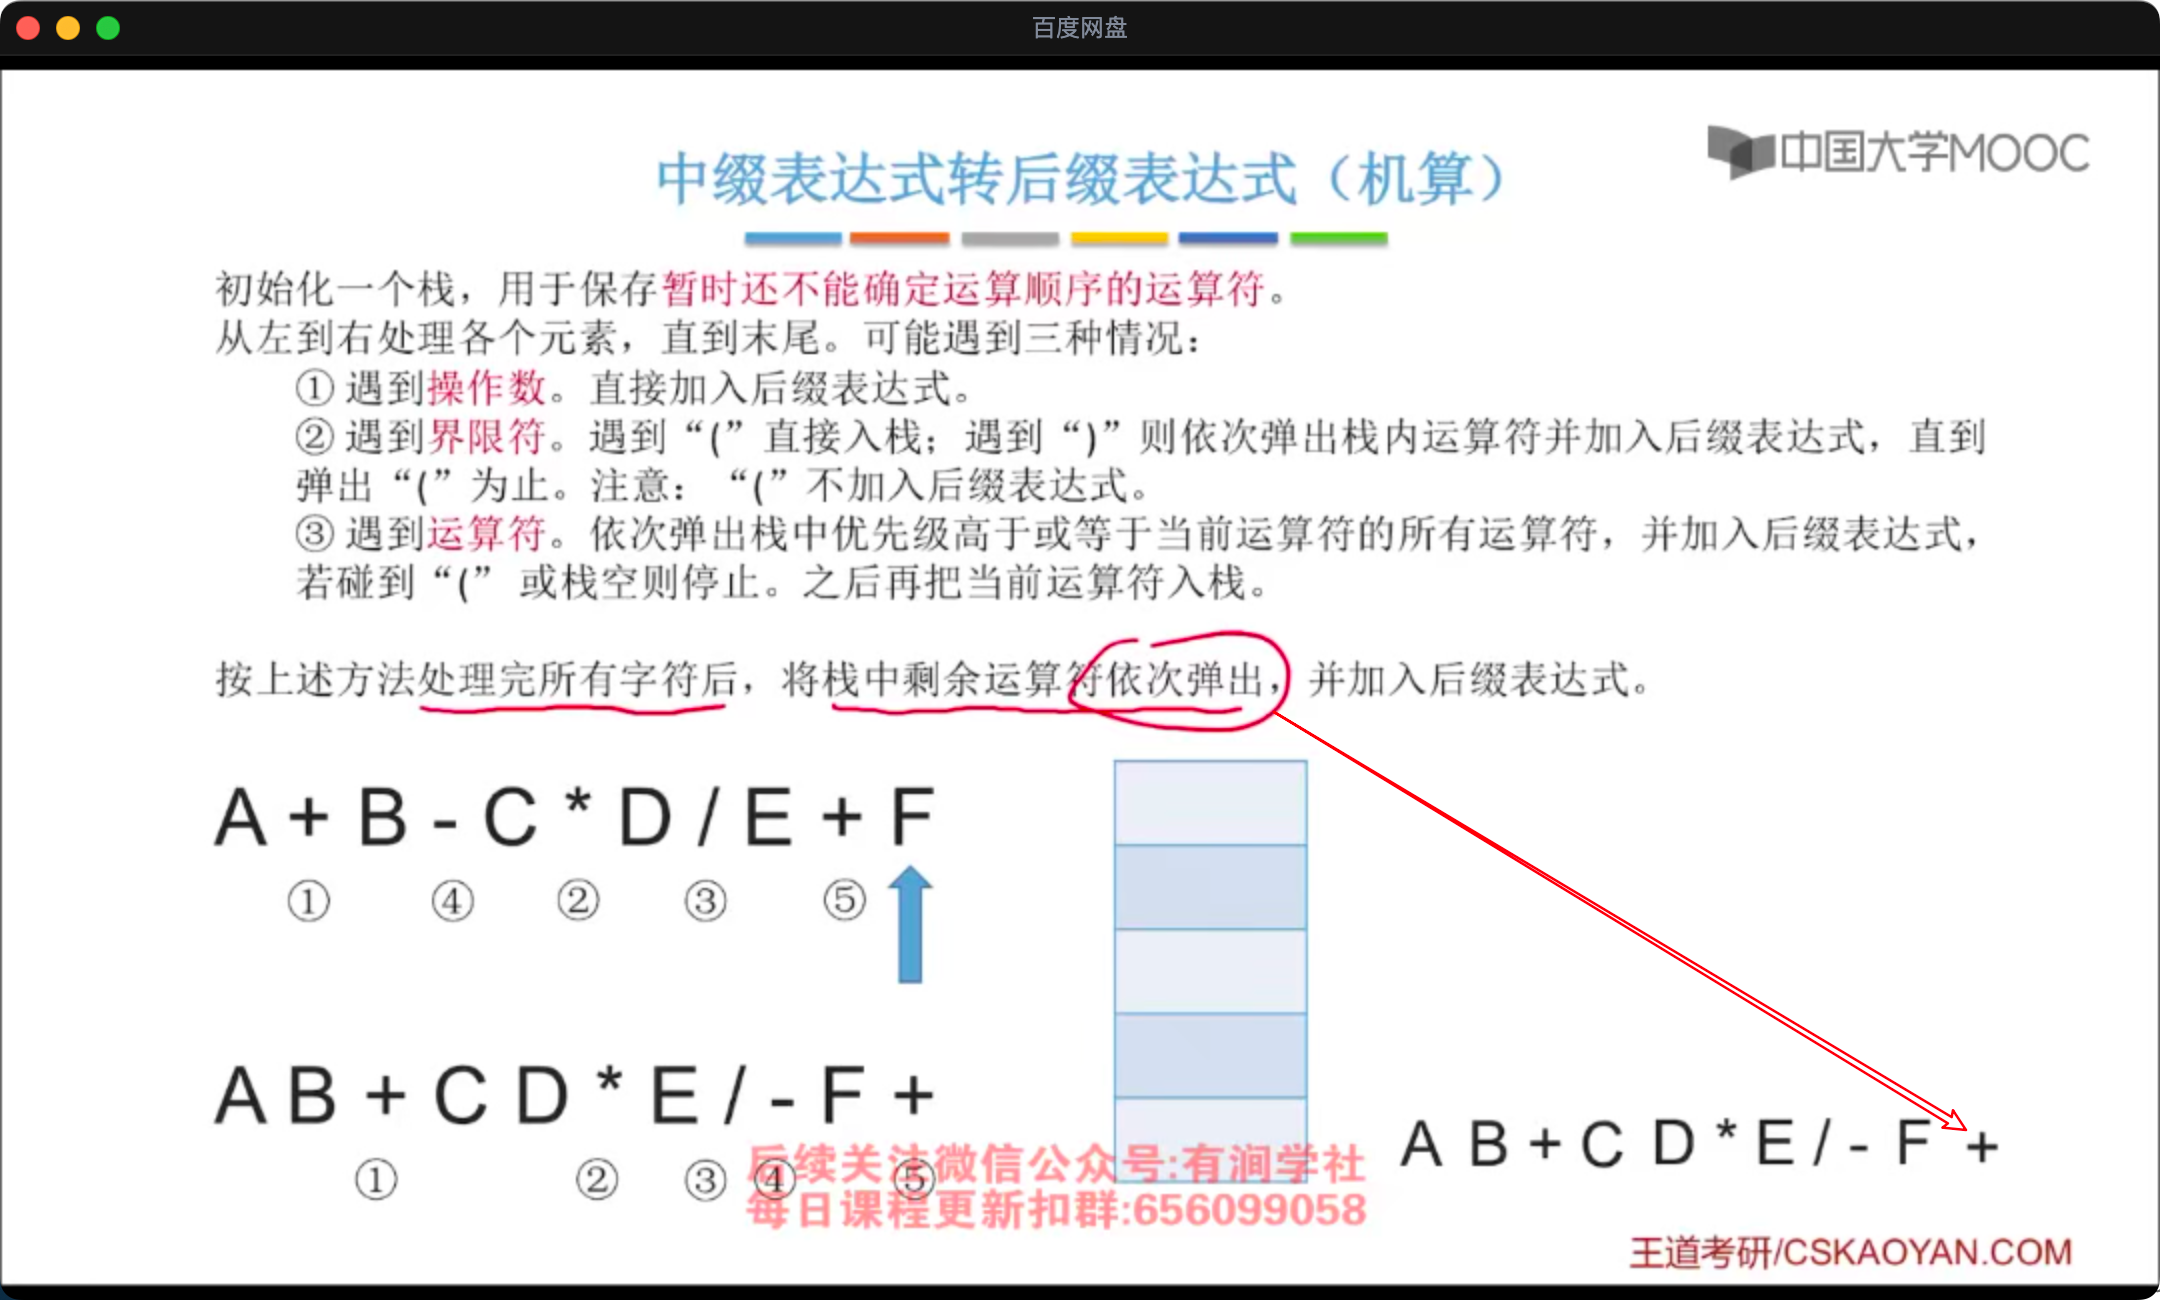 百度网盘
中国大学MOOC
中缀表达式转后缀表达式（机算）
初始化一个栈，用于保存暂时还不能确定运算顺序的运算符。
从左到右处理各个元素，直到末尾。可能遇到三种情况：
① 遇到操作数。直接加入后缀表达式。
② 遇到界限符。遇到“(”直接入栈；遇到“)”则依次弹出栈内运算符并加入后缀表达式，直到
弹出“(”为止。注意：“(”不加入后缀表达式。
③ 遇到运算符。依次弹出栈中优先级高于或等于当前运算符的所有运算符，并加入后缀表达式，
若碰到“(” 或栈空则停止。之后再把当前运算符入栈。
按上述方法处理完所有字符后，将栈中剩余运算符依次弹出，并加入后缀表达式。
A + B - C * D / E + F
① ④ ② ③ ⑤
A B + C D * E / - F +
① ② ③ ④ ⑤
A B + C D * E / - F +
后续关注微信公众号:有涧学社
每日课程更新扣群:656099058
王道考研/CSKAOYAN.COM